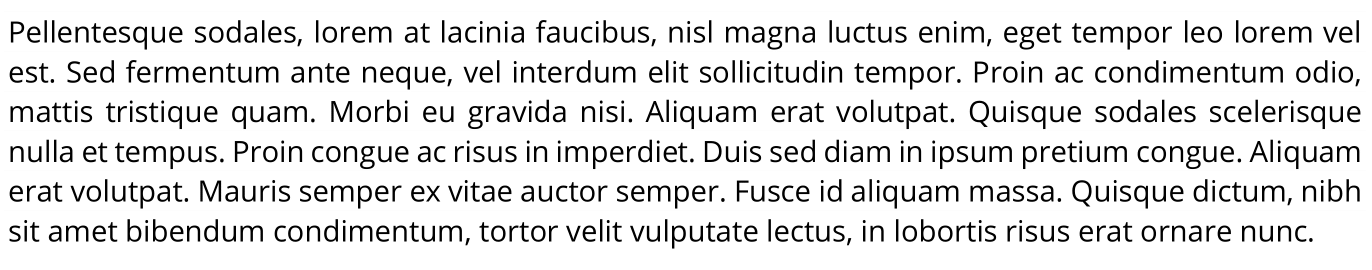 Pellentesque sodales, lorem at lacinia faucibus, nisl magna luctus enim, eget tempor leo lorem vel
est. Sed fermentum ante neque, vel interdum elit sollicitudin tempor. Proin ac condimentum odio,
mattis tristique quam. Morbi eu gravida nisi. Aliquam erat volutpat. Quisque sodales scelerisque
nulla et tempus. Proin congue ac risus in imperdiet. Duis sed diam in ipsum pretium congue. Aliquam
erat volutpat. Mauris semper ex vitae auctor semper. Fusce id aliquam massa. Quisque dictum, nibh
sit amet bibendum condimentum, tortor velit vulputate lectus, in lobortis risus erat ornare nunc.